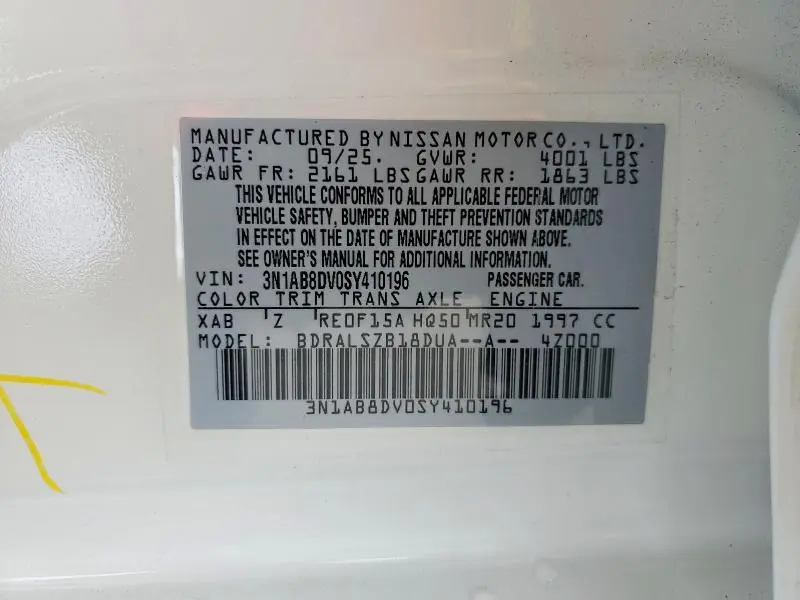 MANUFACTURED BY NISSAN MOTOR CO., LTD.
DATE: 09/25. GVWR: 4001 LBS
GAWR FR: 2161 LBS GAWR RR: 1863 LBS
THIS VEHICLE CONFORMS TO ALL APPLICABLE FEDERAL MOTOR
VEHICLE SAFETY, BUMPER AND THEFT PREVENTION STANDARDS
IN EFFECT ON THE DATE OF MANUFACTURE SHOWN ABOVE.
SEE OWNER'S MANUAL FOR ADDITIONAL INFORMATION.
VIN: 3N1AB8DV0SY410196 PASSENGER CAR.
COLOR TRIM TRANS AXLE ENGINE
XAB 'Z 'RE0F15A HQ50'MR20 1997 CC
MODEL: BDRALSZB18DUA--A-- 4Z000
3N1AB8DV0SY410196